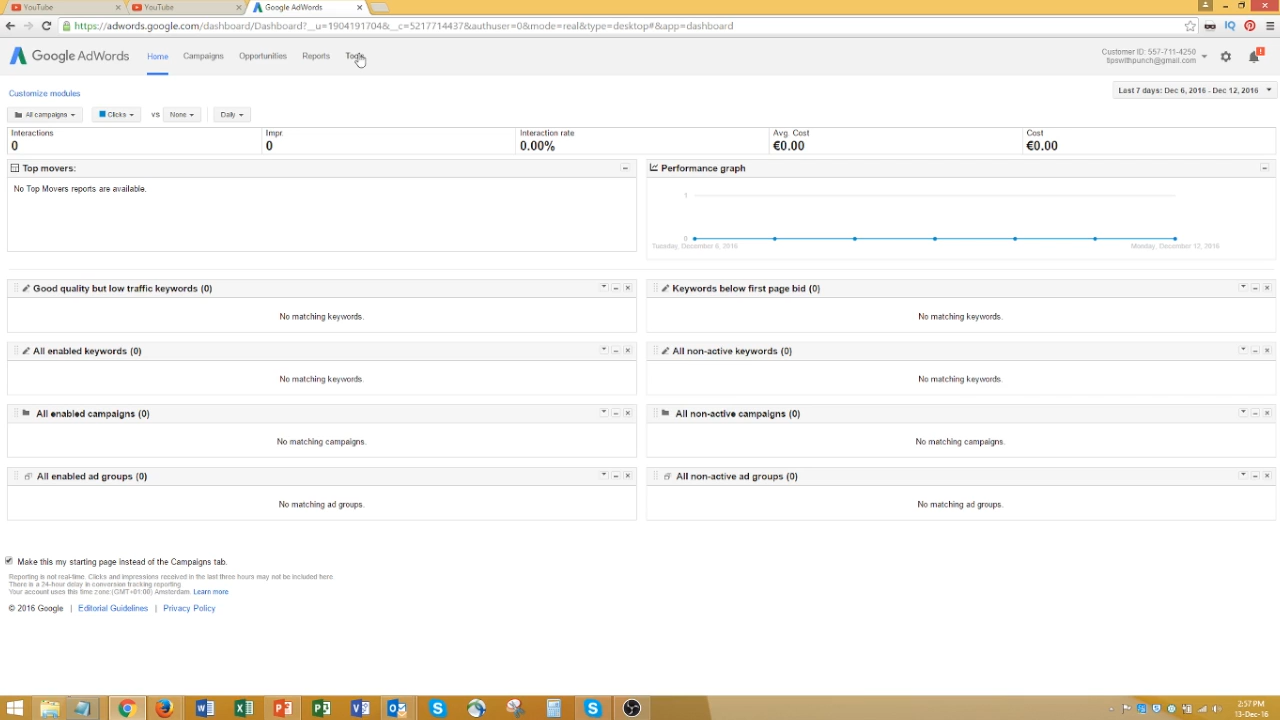 YouTube
YouTube
Google AdWords
https://adwords.google.com/dashboard/Dashboard?__u=1904191704&__c=5217714437&authuser=0&mode=real&type=desktop#&app=dashboard
IQ
Google AdWords
Home
Campaigns
Opportunities
Reports
Tools
Customer ID: 557-711-4250
tipswithpunch@gmail.com
Customize modules
Last 7 days: Dec 6, 2016 - Dec 12, 2016
All campaigns
Clicks
vs
None
Daily
Interactions
0
Impr.
0
Interaction rate
0.00%
Avg. Cost
€0.00
Cost
€0.00
Top movers:
No Top Movers reports are available.
Performance graph
1
0
Tuesday, December 6, 2016
Monday, December 12, 2016
Good quality but low traffic keywords (0)
No matching keywords.
Keywords below first page bid (0)
No matching keywords.
All enabled keywords (0)
No matching keywords.
All non-active keywords (0)
No matching keywords.
All enabled campaigns (0)
No matching campaigns.
All non-active campaigns (0)
No matching campaigns.
All enabled ad groups (0)
No matching ad groups.
All non-active ad groups (0)
No matching ad groups.
Make this my starting page instead of the Campaigns tab.
Reporting is not real-time. Clicks and impressions received in the last three hours may not be included here.
There is a 24-hour delay in conversion tracking reporting.
Your account uses this time zone:(GMT+01:00) Amsterdam. Learn more
© 2016 Google | Editorial Guidelines | Privacy Policy
2:57 PM
13-Dec-16